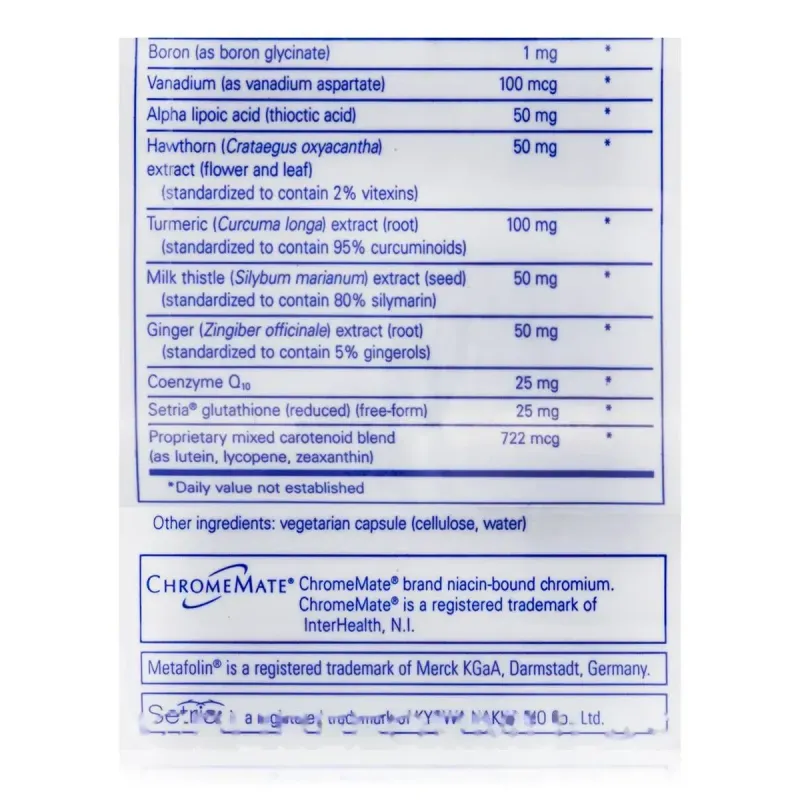 Boron (as boron glycinate) 1 mg *
Vanadium (as vanadium aspartate) 100 mcg *
Alpha lipoic acid (thioctic acid) 50 mg *
Hawthorn (Crataegus oxyacantha) 50 mg *
extract (flower and leaf)
(standardized to contain 2% vitexins)
Turmeric (Curcuma longa) extract (root) 100 mg *
(standardized to contain 95% curcuminoids)
Milk thistle (Silybum marianum) extract (seed) 50 mg *
(standardized to contain 80% silymarin)
Ginger (Zingiber officinale) extract (root) 50 mg *
(standardized to contain 5% gingerols)
Coenzyme Q10 25 mg *
Setria® glutathione (reduced) (free-form) 25 mg *
Proprietary mixed carotenoid blend 722 mcg *
(as lutein, lycopene, zeaxanthin)
*Daily value not established
Other ingredients: vegetarian capsule (cellulose, water)
CHROMEMATE® ChromeMate® brand niacin-bound chromium.
ChromeMate® is a registered trademark of
InterHealth, N.I.
Metafolin® is a registered trademark of Merck KGaA, Darmstadt, Germany.
Setria a trademark of Ltd.